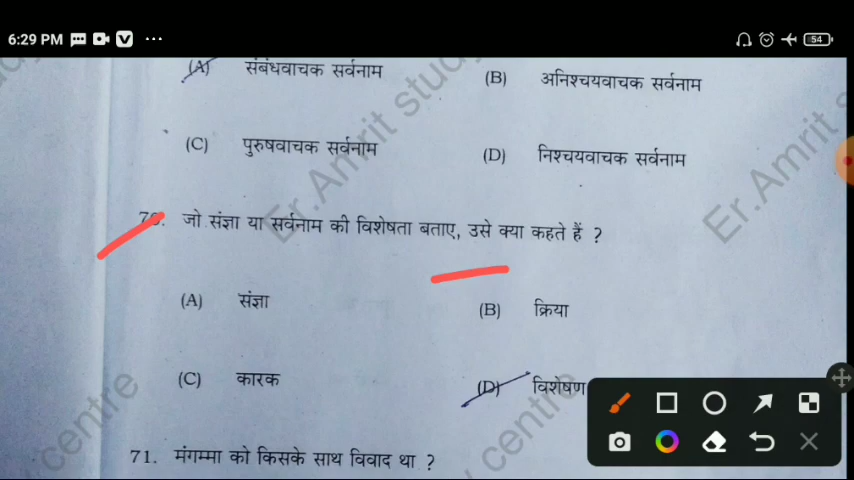 6:29 PM ... 54
(A) संबंधवाचक सर्वनाम (B) अनिश्चयवाचक सर्वनाम
(C) पुरुषवाचक सर्वनाम (D) निश्चयवाचक सर्वनाम
70. जो संज्ञा या सर्वनाम की विशेषता बताए, उसे क्या कहते हैं ?
(A) संज्ञा (B) क्रिया
(C) कारक (D) विशेषण
71. मंगम्मा को किसके साथ विवाद था ?
Er.Amrit study
Er.Amrit
centre
centre